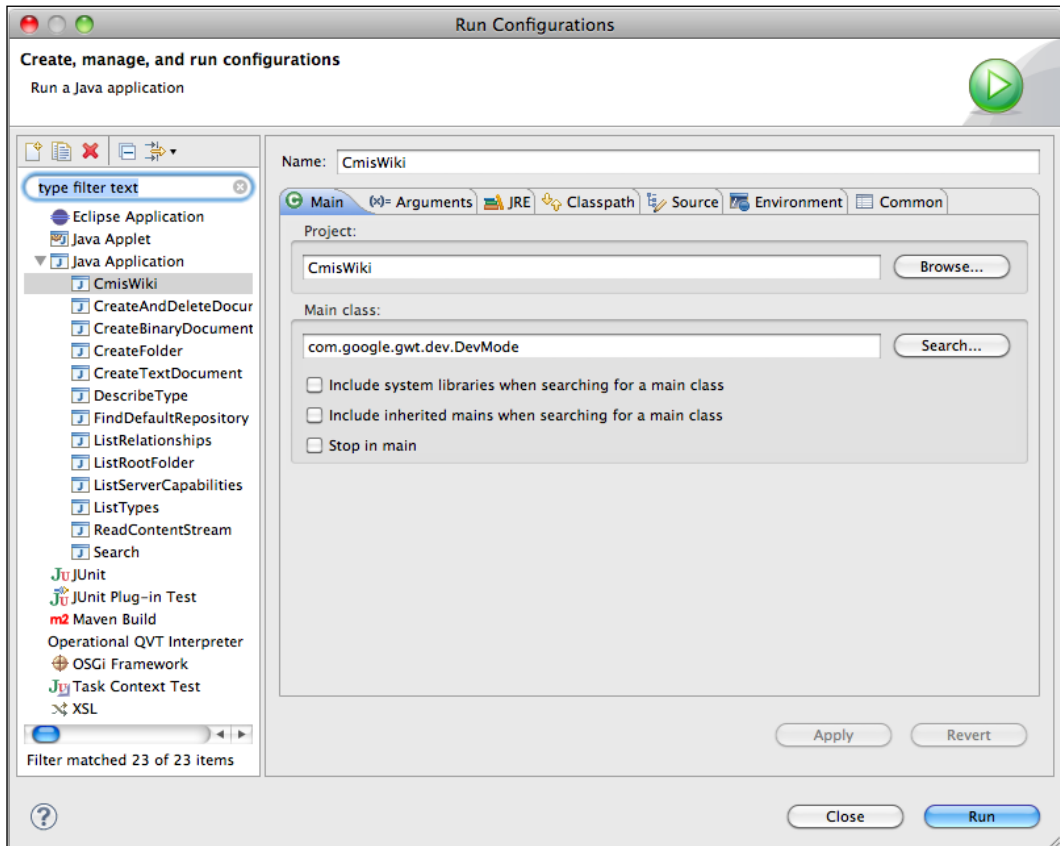 Run Configurations
Create, manage, and run configurations
Run a Java application
type filter text
Eclipse Application
Java Applet
Java Application
CmisWiki
CreateAndDeleteDocur
CreateBinaryDocument
CreateFolder
CreateTextDocument
DescribeType
FindDefaultRepository
ListRelationships
ListRootFolder
ListServerCapabilities
ListTypes
ReadContentStream
Search
JUnit
JUnit Plug-in Test
m2 Maven Build
Operational QVT Interpreter
OSGi Framework
Task Context Test
XSL
Filter matched 23 of 23 items
Name: CmisWiki
Main (x)= Arguments JRE Classpath Source Environment Common
Project:
CmisWiki Browse...
Main class:
com.google.gwt.dev.DevMode Search...
Include system libraries when searching for a main class
Include inherited mains when searching for a main class
Stop in main
Apply Revert
? Close Run